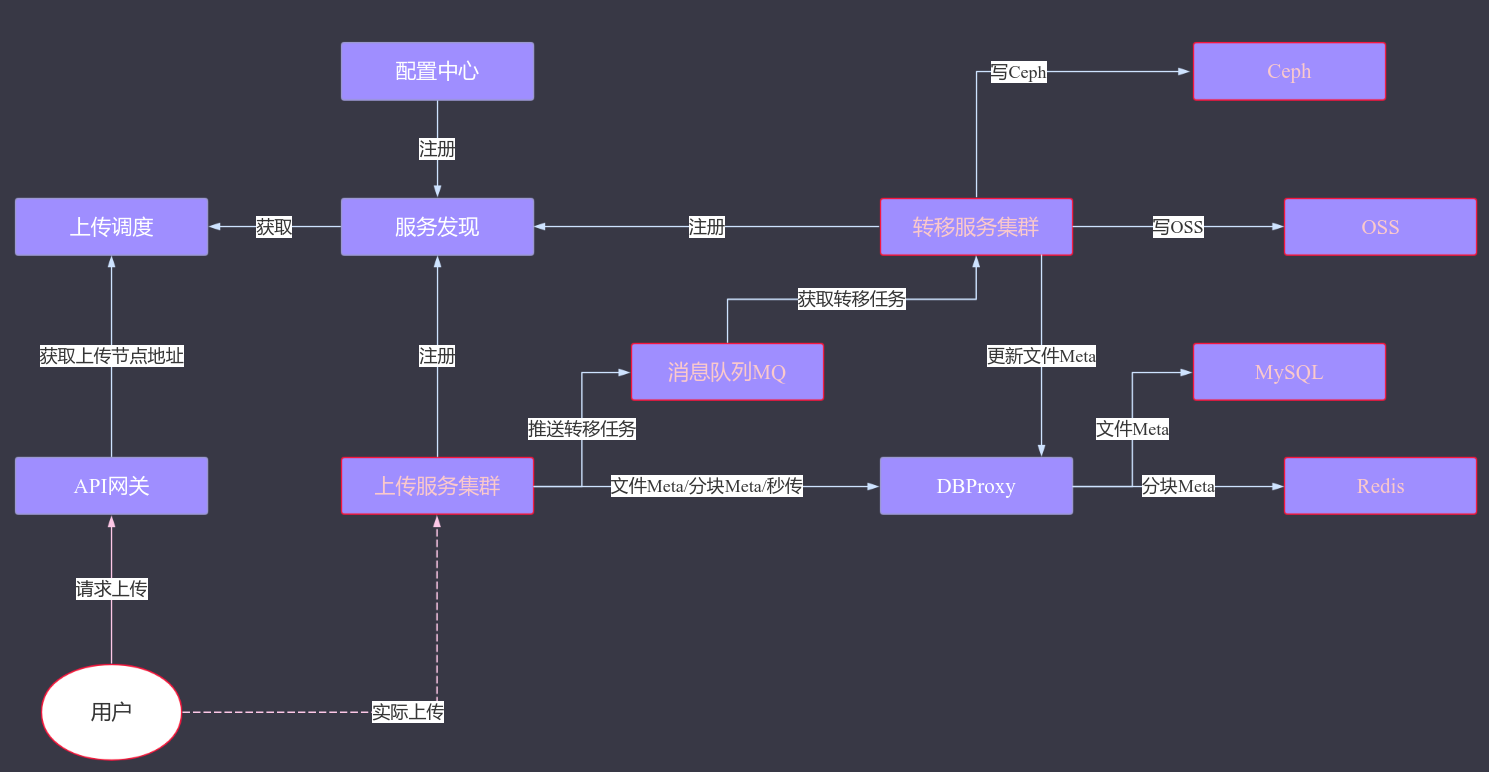 配置中心
写Ceph
Ceph
注册
上传调度
获取
服务发现
注册
转移服务集群
写OSS
OSS
获取转移任务
获取上传节点地址
注册
消息队列MQ
更新文件Meta
MySQL
推送转移任务
文件Meta
API网关
上传服务集群
文件Meta/分块Meta/秒传
DBProxy
分块Meta
Redis
请求上传
用户
实际上传